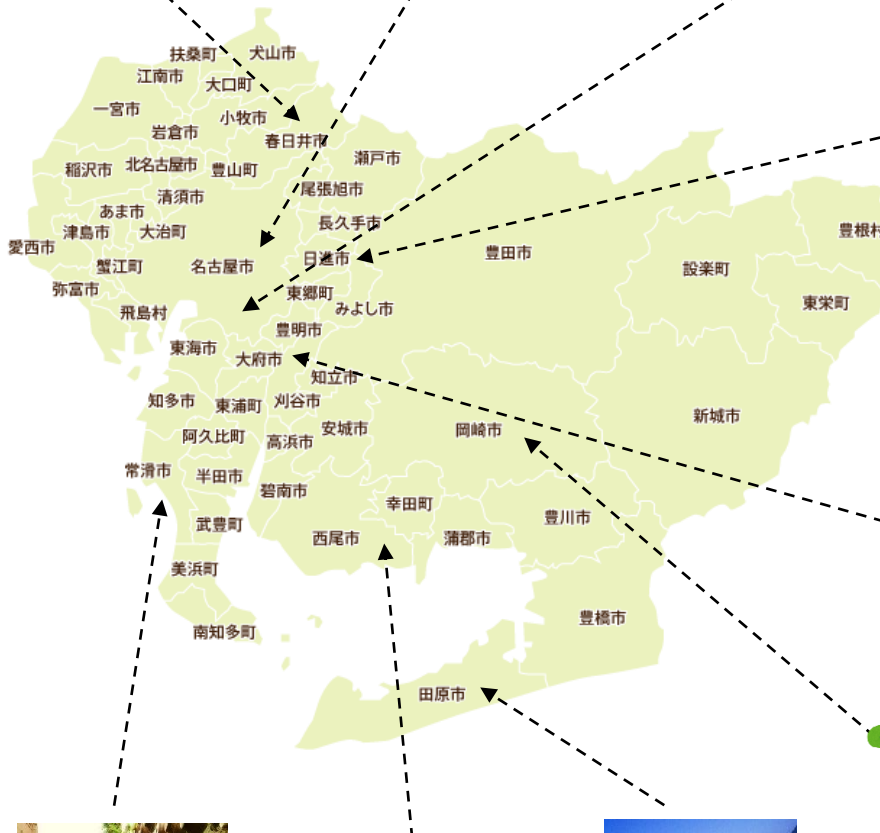 扶桑町
犬山市
江南市
大口町
一宮市
小牧市
岩倉市
春日井市
稲沢市
北名古屋市
豊山町
瀬戸市
清須市
尾張旭市
あま市
長久手市
津島市
大治町
愛西市
蟹江町
名古屋市
日進市
豊田市
設楽町
豊根村
弥富市
東郷町
みよし市
東栄町
飛島村
豊明市
東海市
大府市
知立市
知多市
東浦町
刈谷市
新城市
阿久比町
高浜市
安城市
岡崎市
常滑市
半田市
碧南市
幸田町
豊川市
武豊町
西尾市
蒲郡市
美浜町
豊橋市
南知多町
田原市